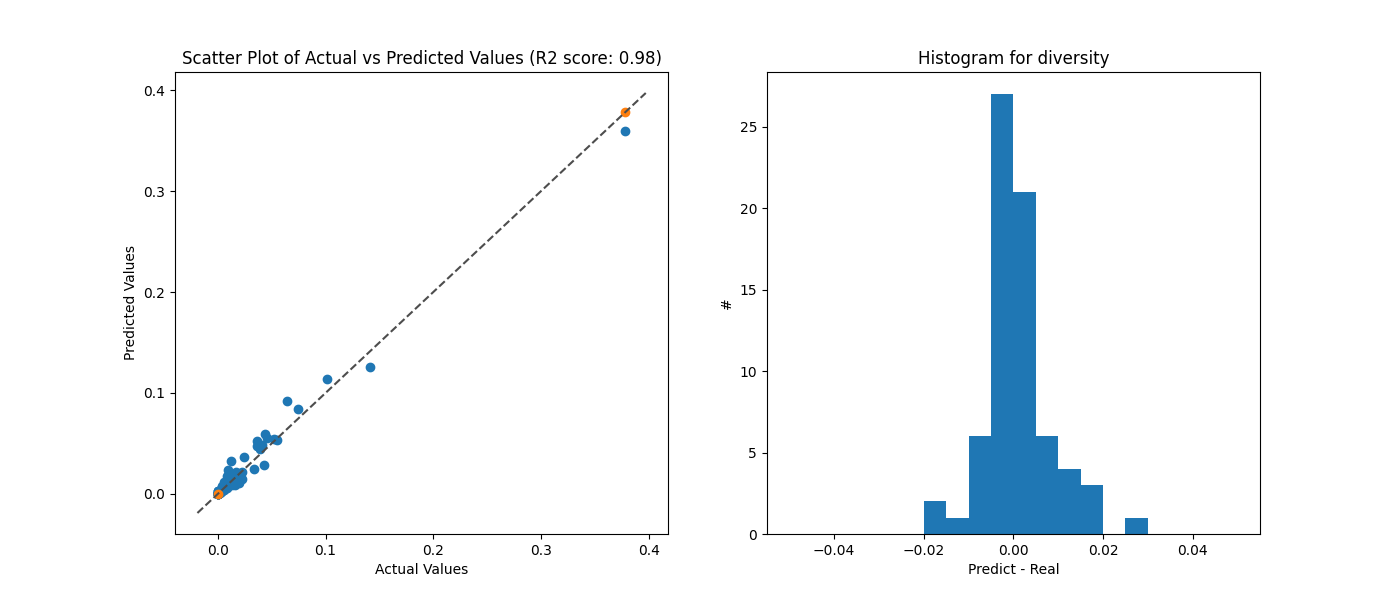 Scatter Plot of Actual vs Predicted Values (R2 score: 0.98)
0.4
0.3
0.2
0.1
0.0
Predicted Values
0.0 0.1 0.2 0.3 0.4
Actual Values
Histogram for diversity
25
20
15
10
5
0
#
−0.04 −0.02 0.00 0.02 0.04
Predict - Real